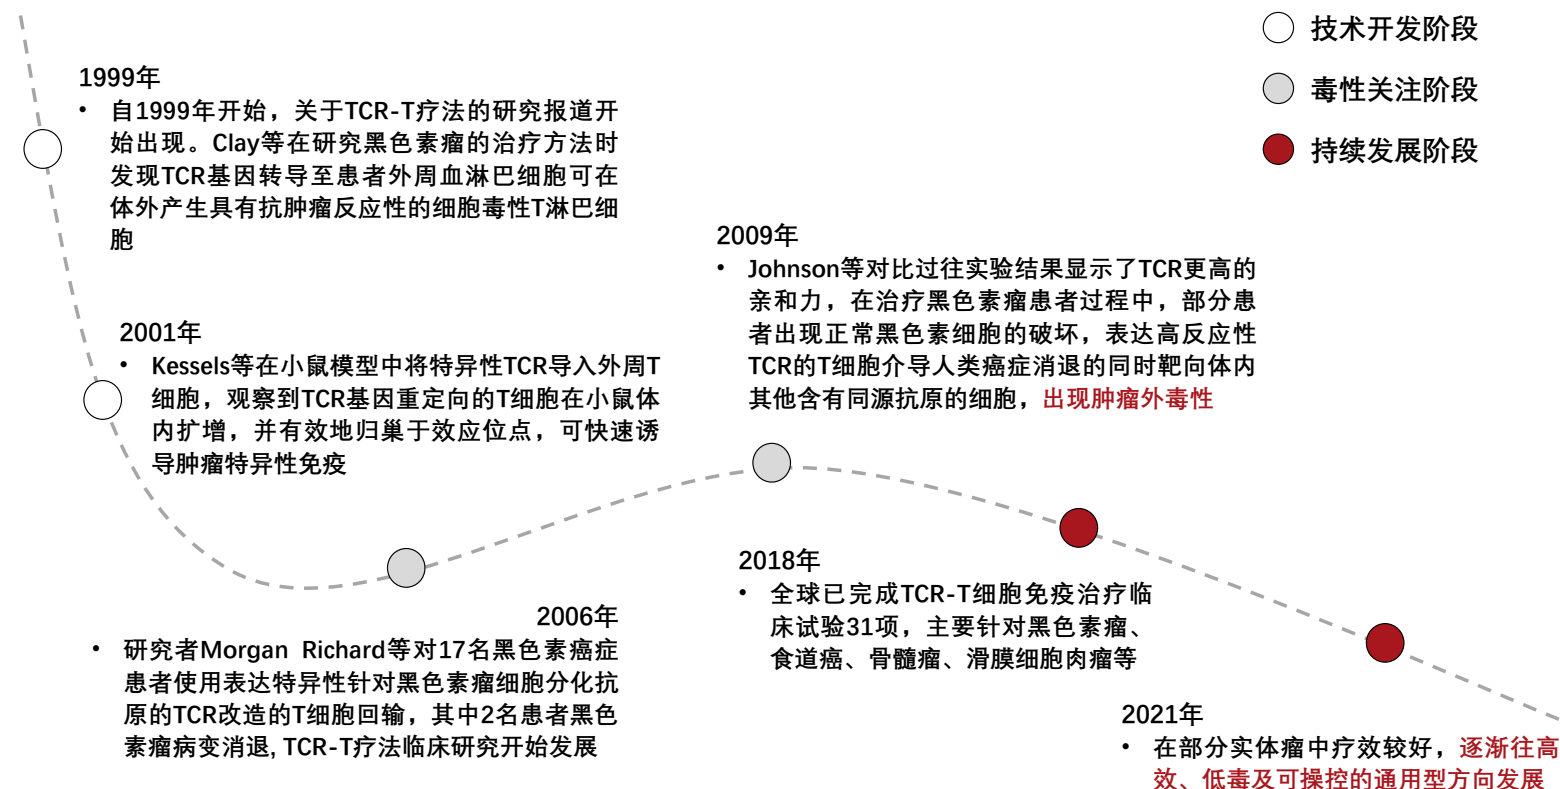 技术开发阶段
毒性关注阶段
持续发展阶段
1999年
• 自1999年开始，关于TCR-T疗法的研究报道开
始出现。Clay等在研究黑色素瘤的治疗方法时
发现TCR基因转导至患者外周血淋巴细胞可在
体外产生具有抗肿瘤反应性的细胞毒性T淋巴细
胞
2001年
• Kessels等在小鼠模型中将特异性TCR导入外周T
细胞，观察到TCR基因重定向的T细胞在小鼠体
内扩增，并有效地归巢于效应位点，可快速诱
导肿瘤特异性免疫
2006年
• 研究者Morgan Richard等对17名黑色素癌症
患者使用表达特异性针对黑色素瘤细胞分化抗
原的TCR改造的T细胞回输，其中2名患者黑色
素瘤病变消退, TCR-T疗法临床研究开始发展
2009年
• Johnson等对比过往实验结果显示了TCR更高的
亲和力，在治疗黑色素瘤患者过程中，部分患
者出现正常黑色素细胞的破坏，表达高反应性
TCR的T细胞介导人类癌症消退的同时靶向体内
其他含有同源抗原的细胞，出现肿瘤外毒性
2018年
• 全球已完成TCR-T细胞免疫治疗临
床试验31项，主要针对黑色素瘤、
食道癌、骨髓瘤、滑膜细胞肉瘤等
2021年
• 在部分实体瘤中疗效较好，逐渐往高
效、低毒及可操控的通用型方向发展